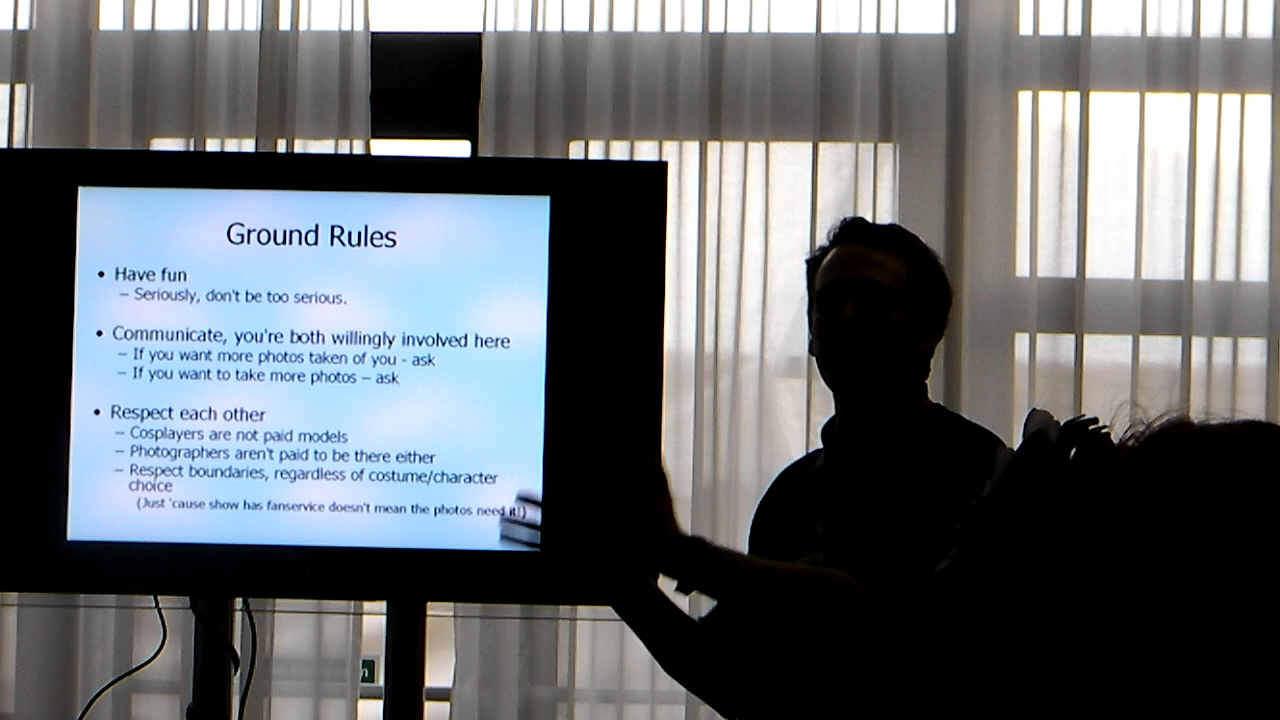 Ground Rules
• Have fun
– Seriously, don't be too serious.
• Communicate, you're both willingly involved here
– If you want more photos taken of you - ask
– If you want to take more photos – ask
• Respect each other
– Cosplayers are not paid models
– Photographers aren't paid to be there either
– Respect boundaries, regardless of costume/character
choice
(Just 'cause show has fanservice doesn't mean the photos need it!)